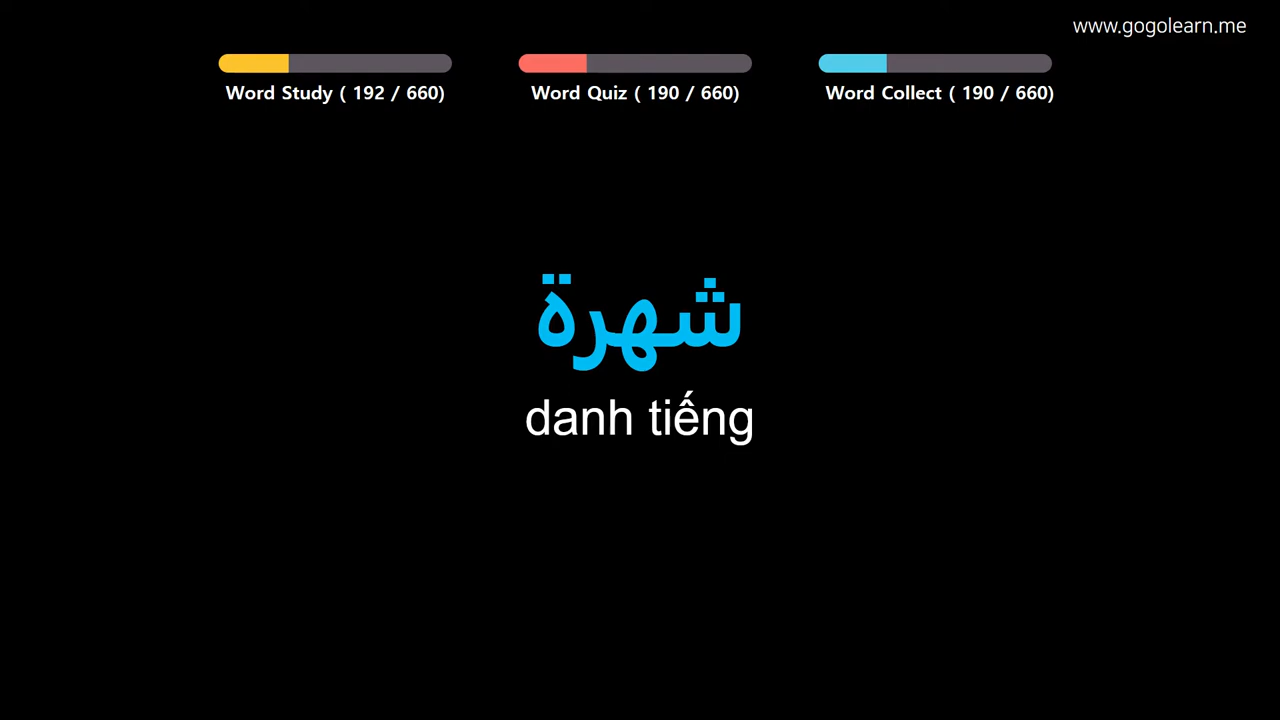 www.gogolearn.me
Word Study ( 192 / 660)
Word Quiz ( 190 / 660)
Word Collect ( 190 / 660)
شهرة
danh tiếng